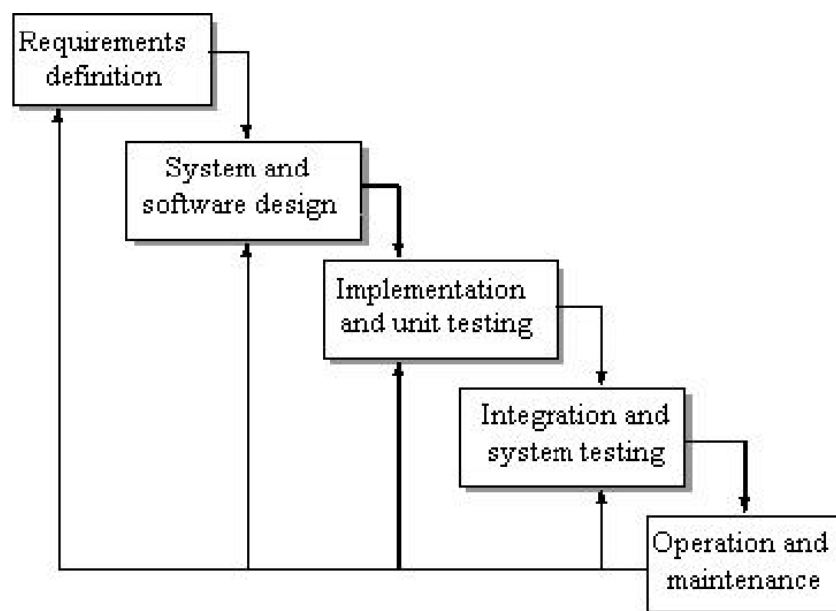 Requirements
definition
System and
software design
Implementation
and unit testing
Integration and
system testing
Operation and
maintenance